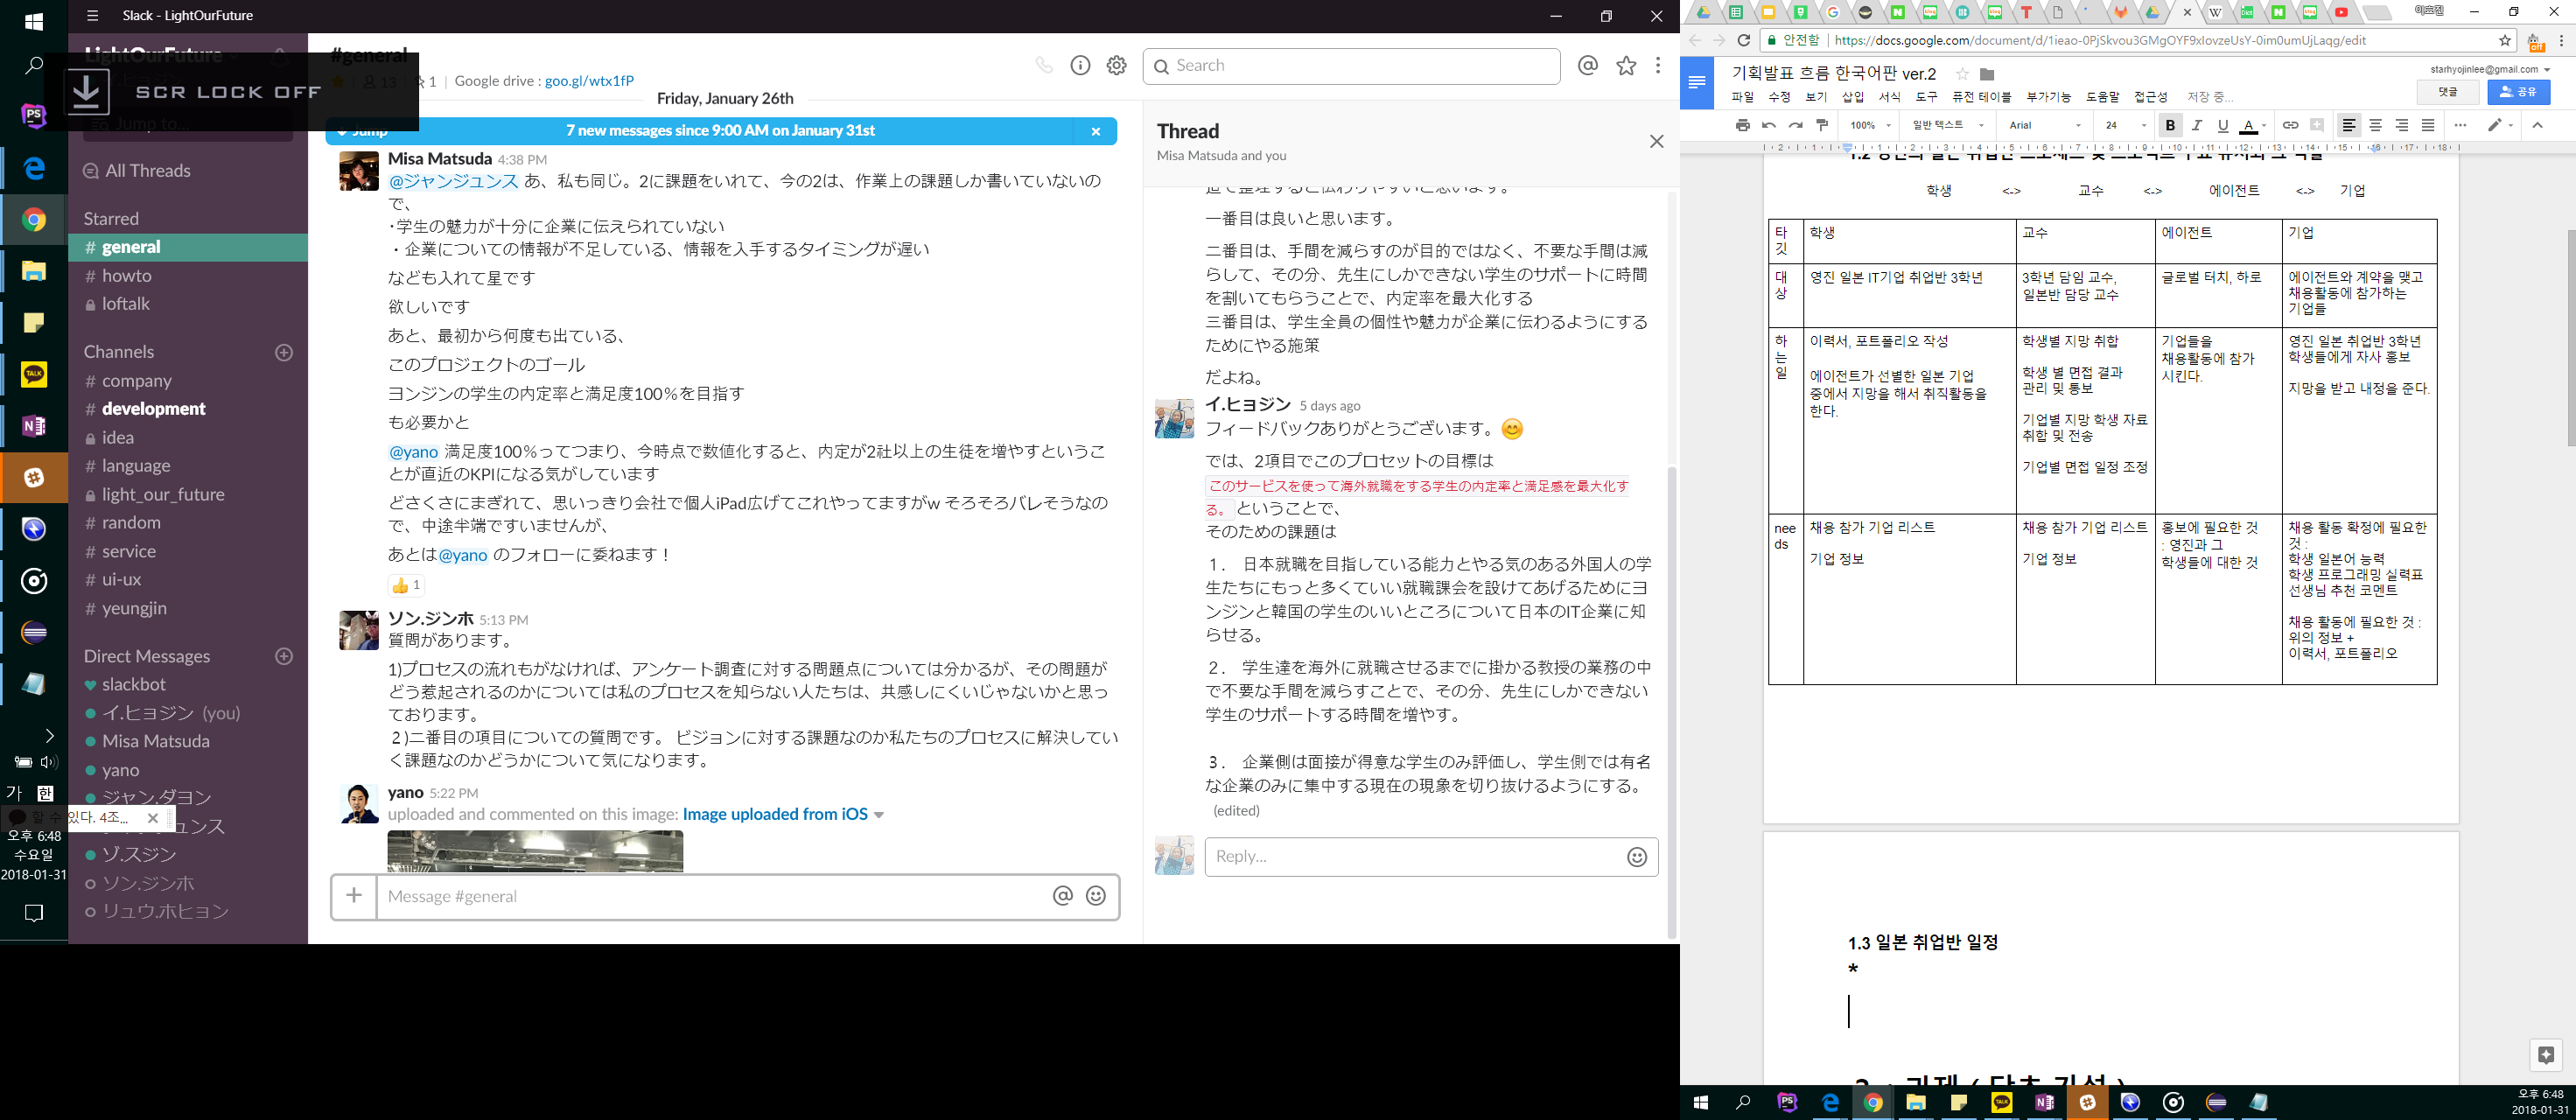 Slack - LightOurFuture
LightOurFuture
SCR LOCK OFF
Jump to...
All Threads
Starred
# general
# howto
loftalk
Channels
# company
# development
idea
# language
light_our_future
# random
# service
# ui-ux
# yeungjin
Direct Messages
slackbot
イ.ヒョジン (you)
Misa Matsuda
yano
ジャン.ダヨン
ュンス
ゾ.スジン
ソン.ジンホ
リュウ.ホヒョン
가 한
할 수 있다. 4조...
오후 6:48
수요일
2018-01-31
#general
13
1 | Google drive : goo.gl/wtx1fP
Search
Friday, January 26th
Jump
7 new messages since 9:00 AM on January 31st
Misa Matsuda 4:38 PM
@ジャンジュンス あ、私も同じ。2に課題をいれて、今の2は、作業上の課題しか書いていないの
で、
・学生の魅力が十分に企業に伝えられていない
・企業についての情報が不足している、情報を入手するタイミングが遅い
なども入れて星です
欲しいです
あと、最初から何度も出ている、
このプロジェクトのゴール
ヨンジンの学生の内定率と満足度100％を目指す
も必要かと
@yano 満足度100％ってつまり、今時点で数値化すると、内定が2社以上の生徒を増やすというこ
とが直近のKPIになる気がしています
どさくさにまぎれて、思いっきり会社で個人iPad広げてこれやってますがw そろそろバレそうなの
で、中途半端ですいませんが、
あとは@yano のフォローに委ねます！
1
ソン.ジンホ 5:13 PM
質問があります。
1)プロセスの流れもがなければ、アンケート調査に対する問題点については分かるが、その問題が
どう惹起されるのかについては私のプロセスを知らない人たちは、共感しにくいじゃないかと思っ
ております。
２)二番目の項目についての質問です。 ビジョンに対する課題なのか私たちのプロセスに解決してい
く課題なのかどうかについて気になります。
yano 5:22 PM
uploaded and commented on this image: Image uploaded from iOS
Message #general
Thread
Misa Matsuda and you
で整理すると伝わりやすいと思います。
一番目は良いと思います。
二番目は、手間を減らすのが目的ではなく、不要な手間は減
らして、その分、先生にしかできない学生のサポートに時間
を割いてもらうことで、内定率を最大化する
三番目は、学生全員の個性や魅力が企業に伝わるようにする
ためにやる施策
だよね。
イ.ヒョジン 5 days ago
フィードバックありがとうございます。
では、2項目でこのプロセットの目標は
このサービスを使って海外就職をする学生の内定率と満足感を最大化す
る。 ということで、
そのための課題は
１． 日本就職を目指している能力とやる気のある外国人の学
生たちにもっと多くていい就職課会を設けてあげるためにヨ
ンジンと韓国の学生のいいところについて日本のIT企業に知
らせる。
２． 学生達を海外に就職させるまでに掛かる教授の業務の中
で不要な手間を減らすことで、その分、先生にしかできない
学生のサポートする時間を増やす。
３． 企業側は面接が得意な学生のみ評価し、学生側では有名
な企業のみに集中する現在の現象を切り抜けるようにする。
(edited)
Reply...
이효진
안전함 | https://docs.google.com/document/d/1ieao-0PjSkvou3GMgOYF9xIovzeUsY-0im0umUjLaqg/edit
기획발표 흐름 한국어판 ver.2
starhyojinlee@gmail.com
파일 수정 보기 삽입 서식 도구 퓨전 테이블 부가기능 도움말 접근성 저장 중...
댓글 공유
100% 일반 텍스트 Arial 24 B I U A
학생 <-> 교수 <-> 에이전트 <-> 기업
타깃 학생 교수 에이전트 기업
대상 영진 일본 IT기업 취업반 3학년
3학년 담임 교수,
일본반 담당 교수
글로벌 터치, 하로
에이전트와 계약을 맺고
채용활동에 참가하는
기업들
하는일
이력서, 포트폴리오 작성
에이전트가 선별한 일본 기업
중에서 지망을 해서 취직활동을
한다.
학생별 지망 취합
학생 별 면접 결과
관리 및 통보
기업별 지망 학생 자료
취합 및 전송
기업별 면접 일정 조정
기업들을
채용활동에 참가
시킨다.
영진 일본 취업반 3학년
학생들에게 자사 홍보
지망을 받고 내정을 준다.
needs
채용 참가 기업 리스트
기업 정보
채용 참가 기업 리스트
기업 정보
홍보에 필요한 것
: 영진과 그
학생들에 대한 것
채용 활동 확정에 필요한
것 :
학생 일본어 능력
학생 프로그래밍 실력표
선생님 추천 코멘트
채용 활동에 필요한 것 :
위의 정보 +
이력서, 포트폴리오
1.3 일본 취업반 일정
*
오후 6:48
2018-01-31